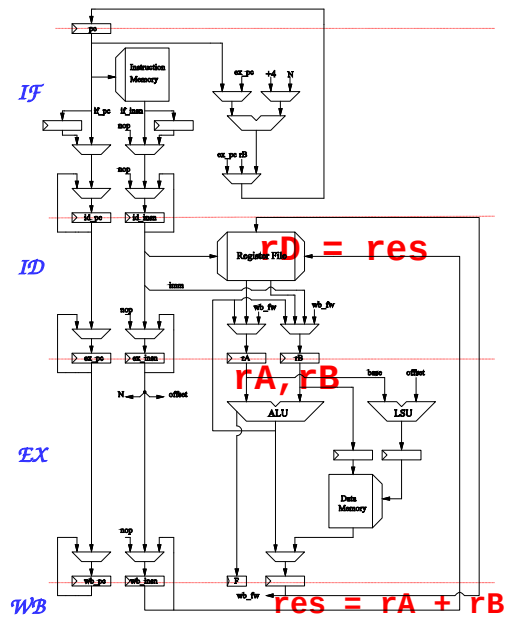 pc
Instruction
Memory
ex_pc +4 N
IF
if_pc if_insn
nop
ex_pc rB
nop
id_pc id_insn
Register File
rD = res
ID
imm
wb_fw
wb_fw
nop
ex_pc ex_insn rA rB
rA,rB
base offset
N offset
ALU LSU
EX
Data
Memory
nop
wb_pc wb_insn F
wb_fw
WB
res = rA + rB